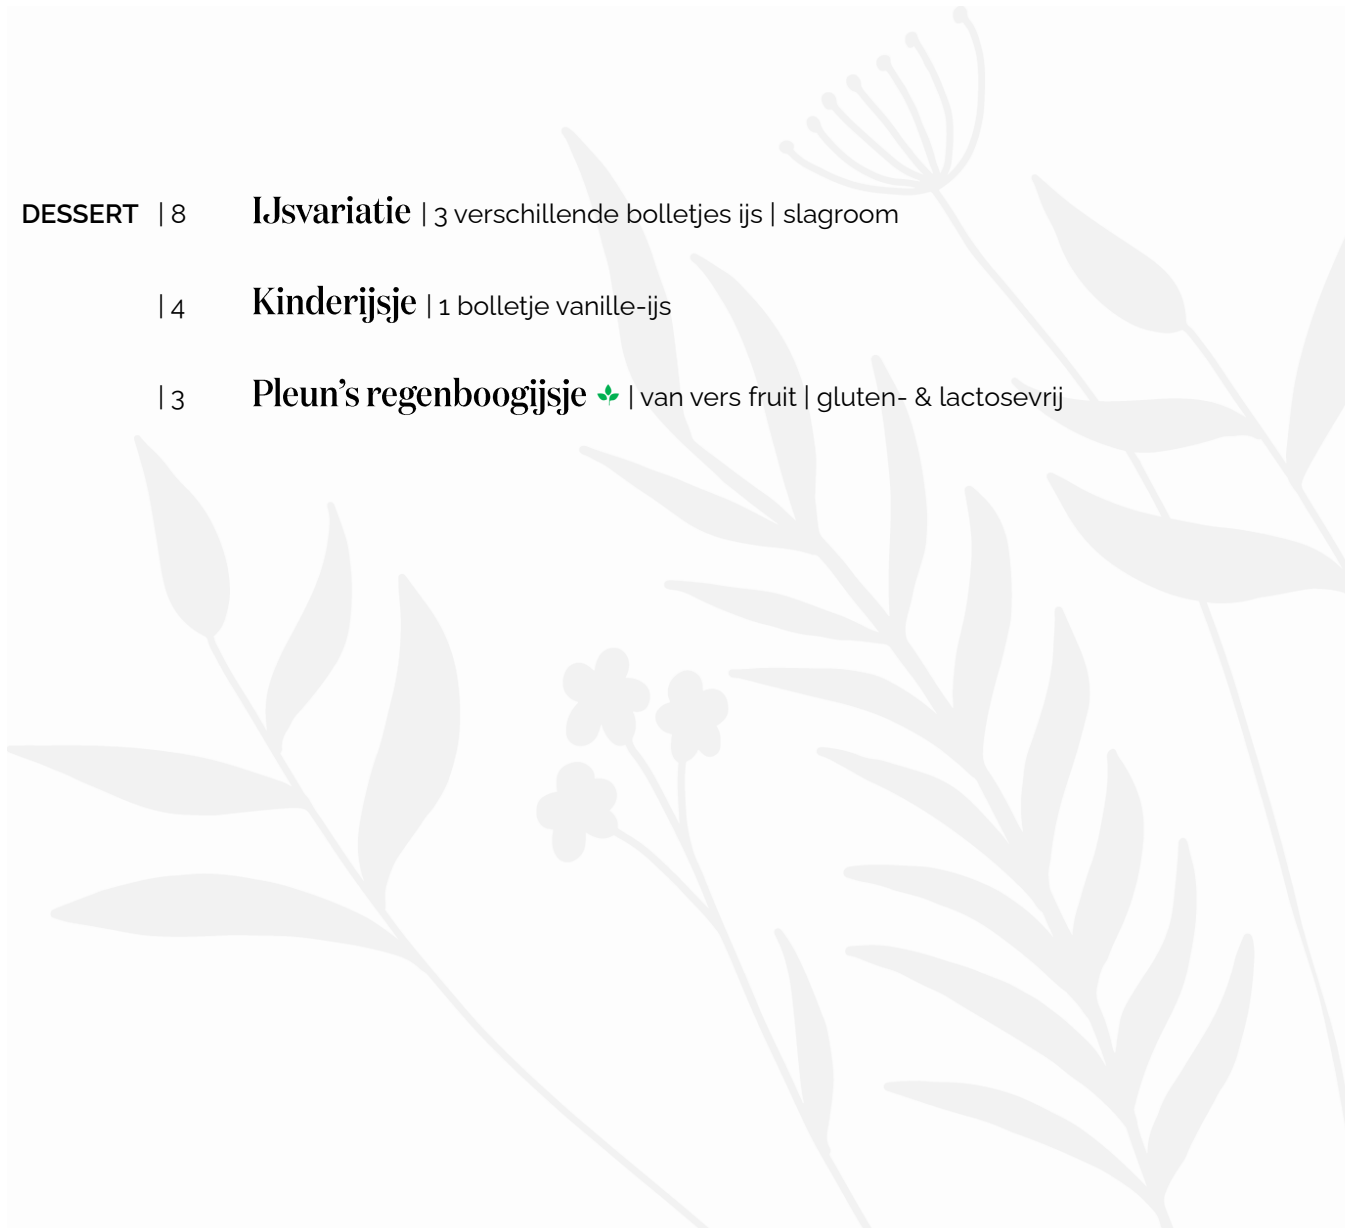 DESSERT | 8 IJsvariatie | 3 verschillende bolletjes ijs | slagroom
| 4 Kinderijsje | 1 bolletje vanille-ijs
| 3 Pleun’s regenboogijsje | van vers fruit | gluten- & lactosevrij